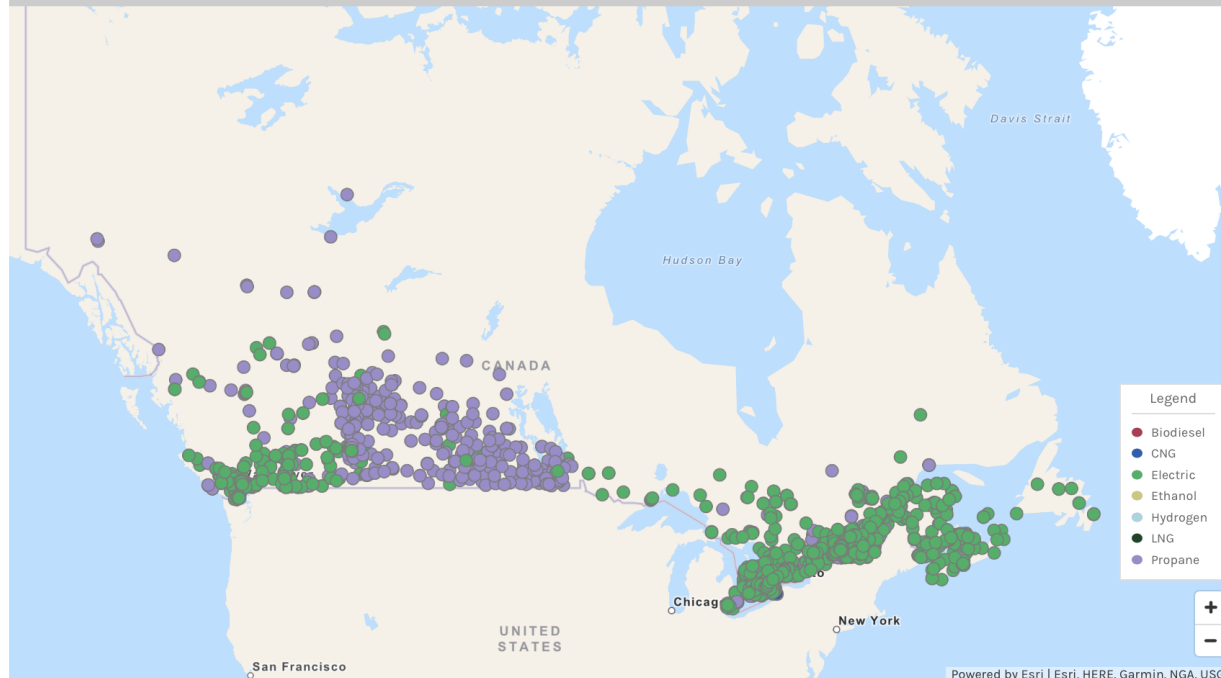 Davis Strait
Hudson Bay
CANADA
Legend
Biodiesel
CNG
Electric
Ethanol
Hydrogen
LNG
Propane
Chicag
New York
UNITED
STATES
San Francisco
+
−
Powered by Esri | Esri, HERE, Garmin, NGA, USG